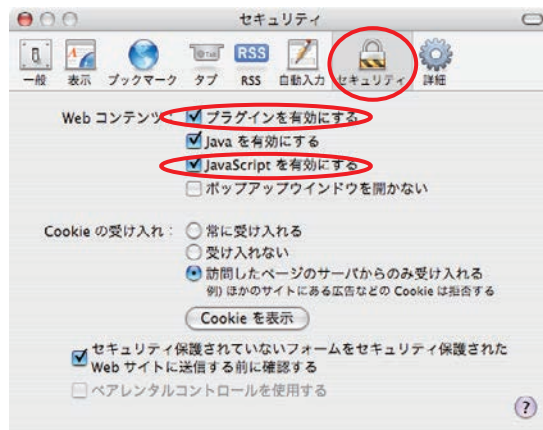 セキュリティ
一般 表示 ブックマーク タブ RSS 自動入力 セキュリティ 詳細
Web コンテンツ： プラグインを有効にする
Java を有効にする
JavaScript を有効にする
ポップアップウインドウを開かない
Cookie の受け入れ： 常に受け入れる
受け入れない
訪問したページのサーバからのみ受け入れる
例) ほかのサイトにある広告などの Cookie は拒否する
Cookie を表示
セキュリティ保護されていないフォームをセキュリティ保護された
Web サイトに送信する前に確認する
ペアレンタルコントロールを使用する
?